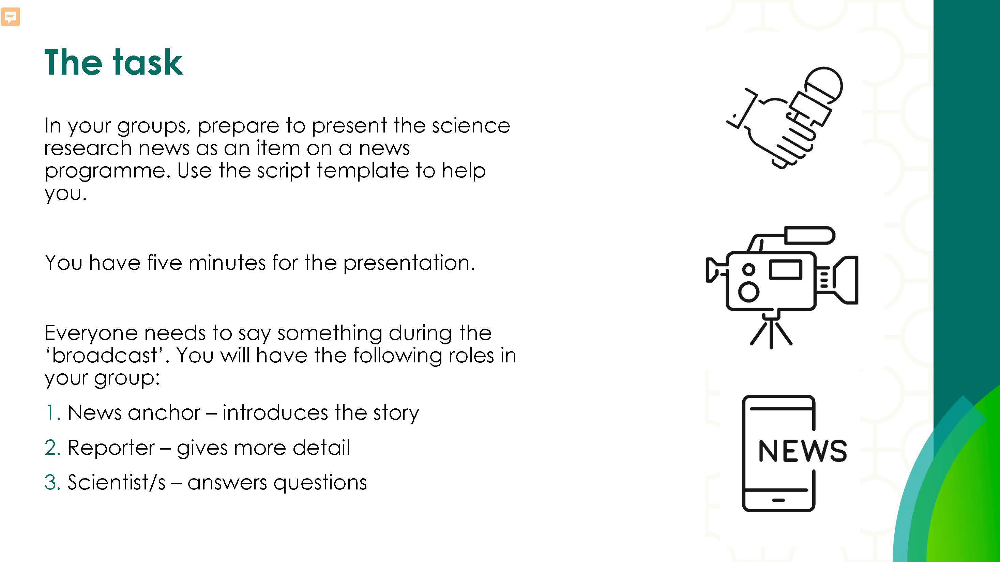 The task
In your groups, prepare to present the science
research news as an item on a news
programme. Use the script template to help
you.
You have five minutes for the presentation.
Everyone needs to say something during the
‘broadcast’. You will have the following roles in
your group:
1. News anchor – introduces the story
2. Reporter – gives more detail
3. Scientist/s – answers questions
NEWS